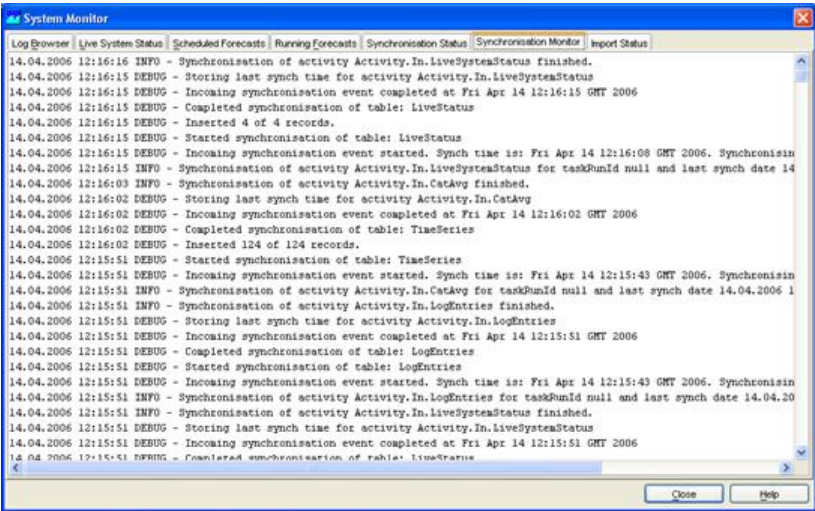 System Monitor
Log Browser Live System Status Scheduled Forecasts Running Forecasts Synchronisation Status Synchronisation Monitor Import Status
14.04.2006 12:16:16 INFO - Synchronisation of activity Activity.In.LiveSystemStatus finished.
14.04.2006 12:16:15 DEBUG - Storing last synch time for activity Activity.In.LiveSystemStatus
14.04.2006 12:16:15 DEBUG - Incoming synchronisation event completed at Fri Apr 14 12:16:15 GMT 2006
14.04.2006 12:16:15 DEBUG - Completed synchronisation of table: LiveStatus
14.04.2006 12:16:15 DEBUG - Inserted 4 of 4 records.
14.04.2006 12:16:15 DEBUG - Started synchronisation of table: LiveStatus
14.04.2006 12:16:15 DEBUG - Incoming synchronisation event started. Synch time is: Fri Apr 14 12:16:08 GMT 2006. Synchronisin
14.04.2006 12:16:15 INFO - Synchronisation of activity Activity.In.LiveSystemStatus for taskRunId null and last synch date 14
14.04.2006 12:16:03 INFO - Synchronisation of activity Activity.In.CatAvg finished.
14.04.2006 12:16:02 DEBUG - Storing last synch time for activity Activity.In.CatAvg
14.04.2006 12:16:02 DEBUG - Incoming synchronisation event completed at Fri Apr 14 12:16:02 GMT 2006
14.04.2006 12:16:02 DEBUG - Completed synchronisation of table: TimeSeries
14.04.2006 12:16:02 DEBUG - Inserted 124 of 124 records.
14.04.2006 12:15:51 DEBUG - Started synchronisation of table: TimeSeries
14.04.2006 12:15:51 DEBUG - Incoming synchronisation event started. Synch time is: Fri Apr 14 12:15:43 GMT 2006. Synchronisin
14.04.2006 12:15:51 INFO - Synchronisation of activity Activity.In.CatAvg for taskRunId null and last synch date 14.04.2006 1
14.04.2006 12:15:51 INFO - Synchronisation of activity Activity.In.LogEntries finished.
14.04.2006 12:15:51 DEBUG - Storing last synch time for activity Activity.In.LogEntries
14.04.2006 12:15:51 DEBUG - Incoming synchronisation event completed at Fri Apr 14 12:15:51 GMT 2006
14.04.2006 12:15:51 DEBUG - Completed synchronisation of table: LogEntries
14.04.2006 12:15:51 DEBUG - Started synchronisation of table: LogEntries
14.04.2006 12:15:51 DEBUG - Incoming synchronisation event started. Synch time is: Fri Apr 14 12:15:43 GMT 2006. Synchronisin
14.04.2006 12:15:51 INFO - Synchronisation of activity Activity.In.LogEntries for taskRunId null and last synch date 14.04.20
14.04.2006 12:15:51 INFO - Synchronisation of activity Activity.In.LiveSystemStatus finished.
14.04.2006 12:15:51 DEBUG - Storing last synch time for activity Activity.In.LiveSystemStatus
14.04.2006 12:15:51 DEBUG - Incoming synchronisation event completed at Fri Apr 14 12:15:51 GMT 2006
14.04.2006 12:15:51 DEBUG - Completed synchronisation of table: LiveStatus
Close Help